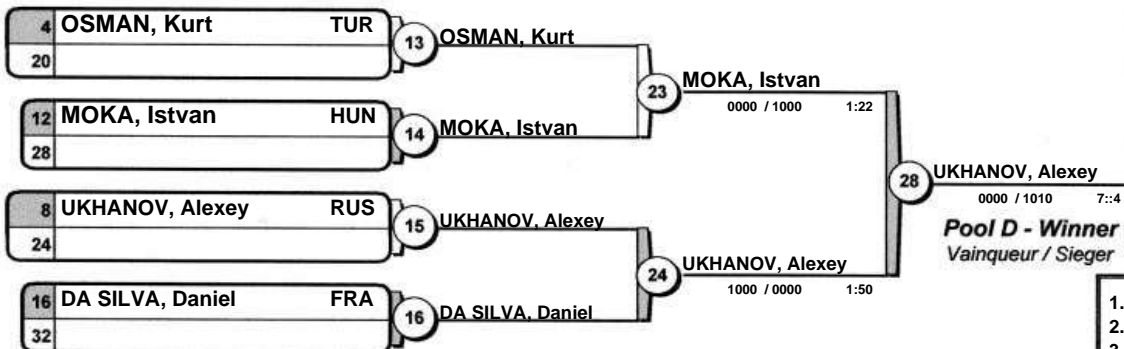 4 OSMAN, Kurt TUR
20
13 OSMAN, Kurt
12 MOKA, Istvan HUN
28
14 MOKA, Istvan
23 MOKA, Istvan
0000 / 1000 1:22
8 UKHANOV, Alexey RUS
24
15 UKHANOV, Alexey
16 DA SILVA, Daniel FRA
32
16 DA SILVA, Daniel
24 UKHANOV, Alexey
1000 / 0000 1:50
28 UKHANOV, Alexey
0000 / 1010 7::4
Pool D - Winner
Vainqueur / Sieger
1.
2.